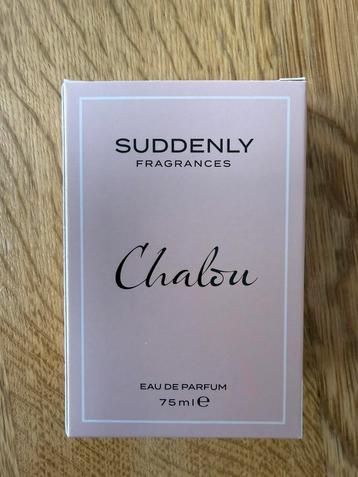 SUDDENLY
FRAGRANCES
Chalou
EAU DE PARFUM
75ml ℮